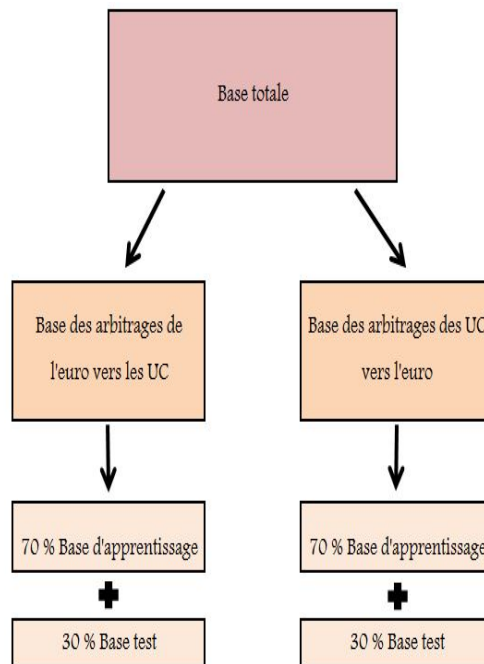 Base totale
Base des arbitrages de
l'euro vers les UC
Base des arbitrages des UC
vers l'euro
70 % Base d'apprentissage
30 % Base test
70 % Base d'apprentissage
30 % Base test